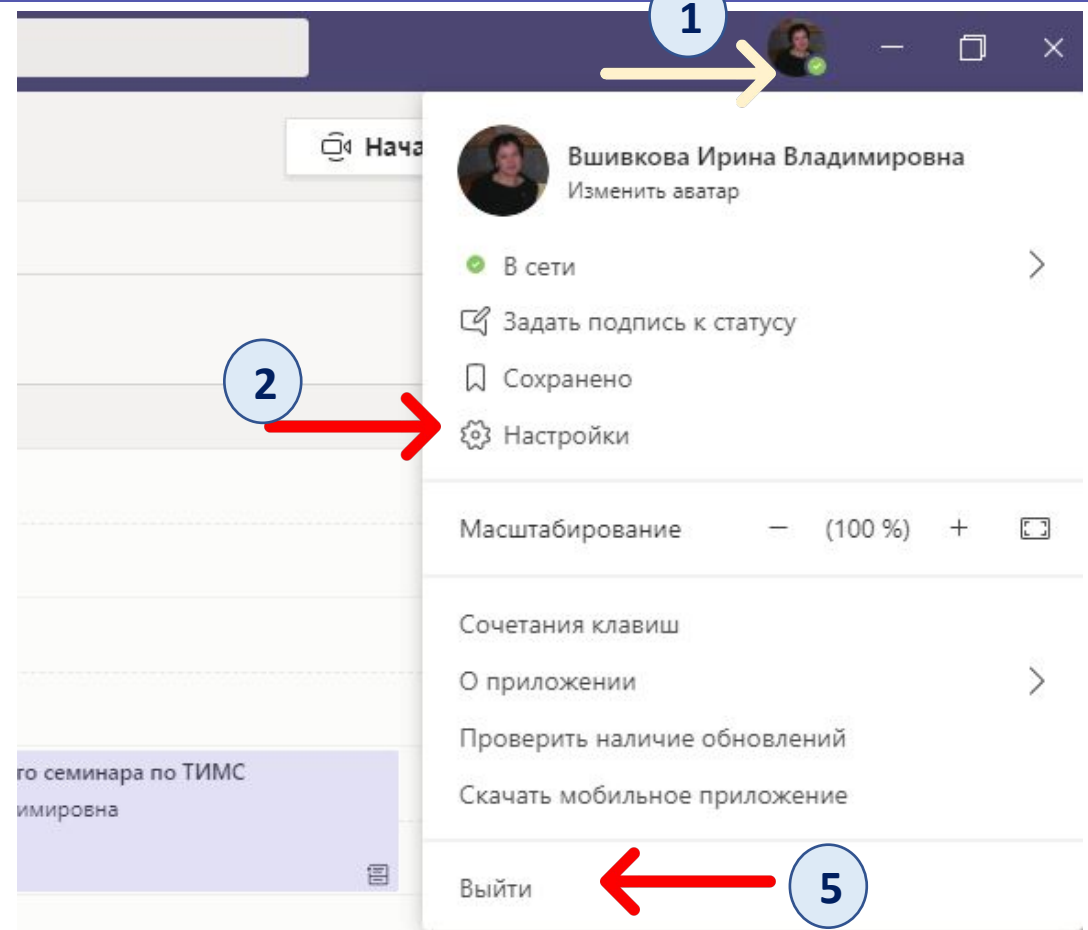 1
Нача
Вшивкова Ирина Владимировна
Изменить аватар
В сети
Задать подпись к статусу
2
Сохранено
Настройки
Масштабирование — (100 %) +
Сочетания клавиш
О приложении
Проверить наличие обновлений
го семинара по ТИМС
Скачать мобильное приложение
имировна
Выйти
5